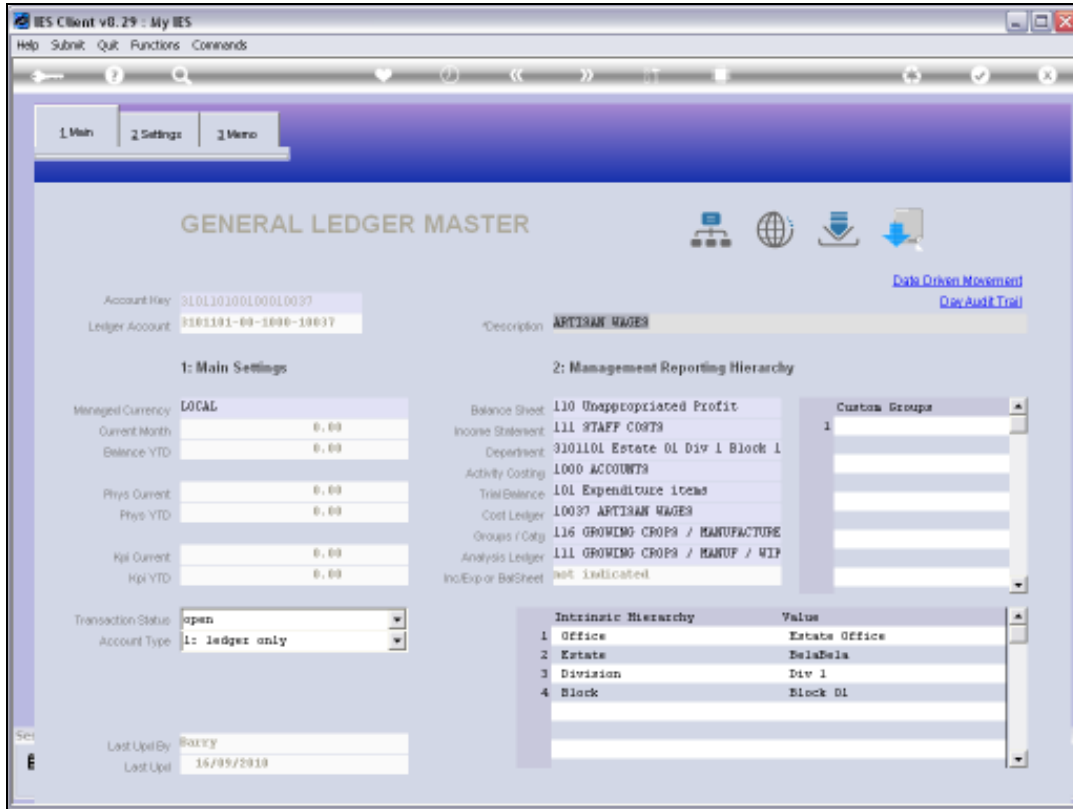 IES Client v8.29 : My IES
Help Submit Quit Functions Commands
1 Main 2 Settings 3 Memo
GENERAL LEDGER MASTER
Date Driven Movement
Day Audit Trail
Account Key 310110100100010037
Ledger Account 3101101-00-1000-10037
*Description ARTISAN WAGES
1: Main Settings
2: Management Reporting Hierarchy
Managed Currency LOCAL
Current Month 0.00
Balance YTD 0.00
Phys Current 0.00
Phys YTD 0.00
Kpi Current 0.00
Kpi YTD 0.00
Balance Sheet 110 Unappropriated Profit
Income Statement 111 STAFF COSTS
Department 3101101 Estate 01 Div 1 Block 1
Activity Costing 1000 ACCOUNTS
Trial Balance 101 Expenditure items
Cost Ledger 10037 ARTISAN WAGES
Groups / Catg 116 GROWING CROPS / MANUFACTURE
Analysis Ledger 111 GROWING CROPS / MANUF / WIP
Inc/Exp or BalSheet not indicated
Custom Groups
1
Transaction Status open
Account Type 1: ledger only
Intrinsic Hierarchy Value
1 Office Estate Office
2 Estate BelaBela
3 Division Div 1
4 Block Block 01
Last Upd By Barry
Last Upd 16/09/2010